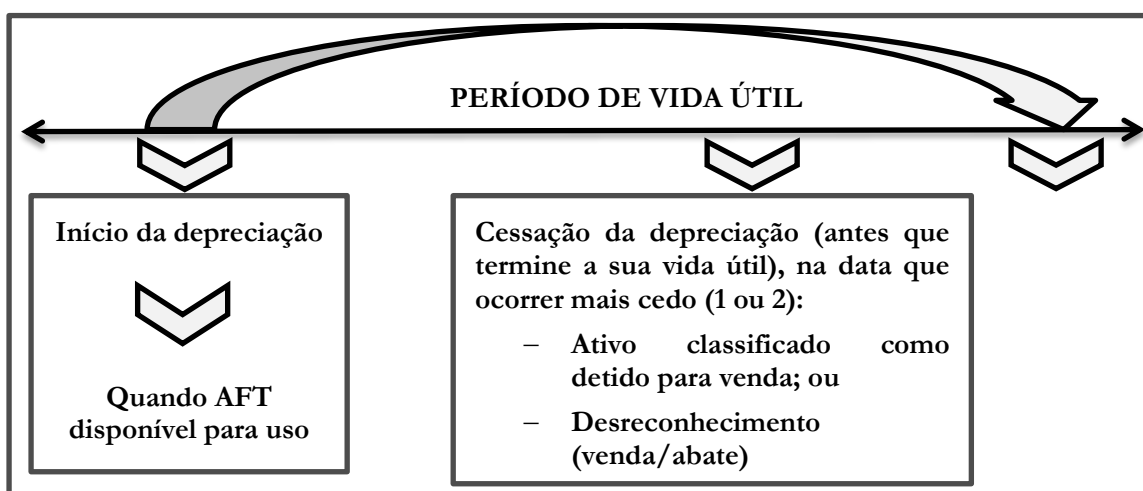 PERÍODO DE VIDA ÚTIL
Início da depreciação
Quando AFT
disponível para uso
Cessação da depreciação (antes que
termine a sua vida útil), na data que
ocorrer mais cedo (1 ou 2):
− Ativo classificado como
detido para venda; ou
− Desreconhecimento
(venda/abate)